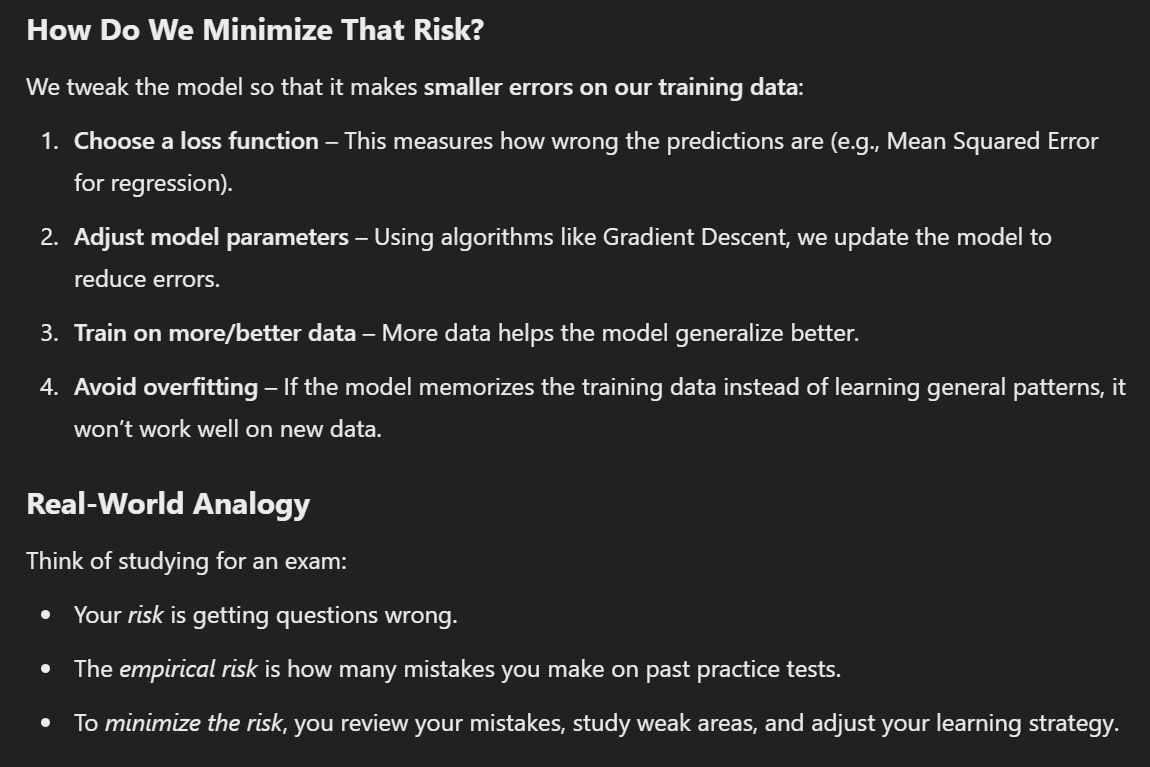 How Do We Minimize That Risk?
We tweak the model so that it makes smaller errors on our training data:
1. Choose a loss function – This measures how wrong the predictions are (e.g., Mean Squared Error
for regression).
2. Adjust model parameters – Using algorithms like Gradient Descent, we update the model to
reduce errors.
3. Train on more/better data – More data helps the model generalize better.
4. Avoid overfitting – If the model memorizes the training data instead of learning general patterns, it
won’t work well on new data.
Real-World Analogy
Think of studying for an exam:
• Your risk is getting questions wrong.
• The empirical risk is how many mistakes you make on past practice tests.
• To minimize the risk, you review your mistakes, study weak areas, and adjust your learning strategy.